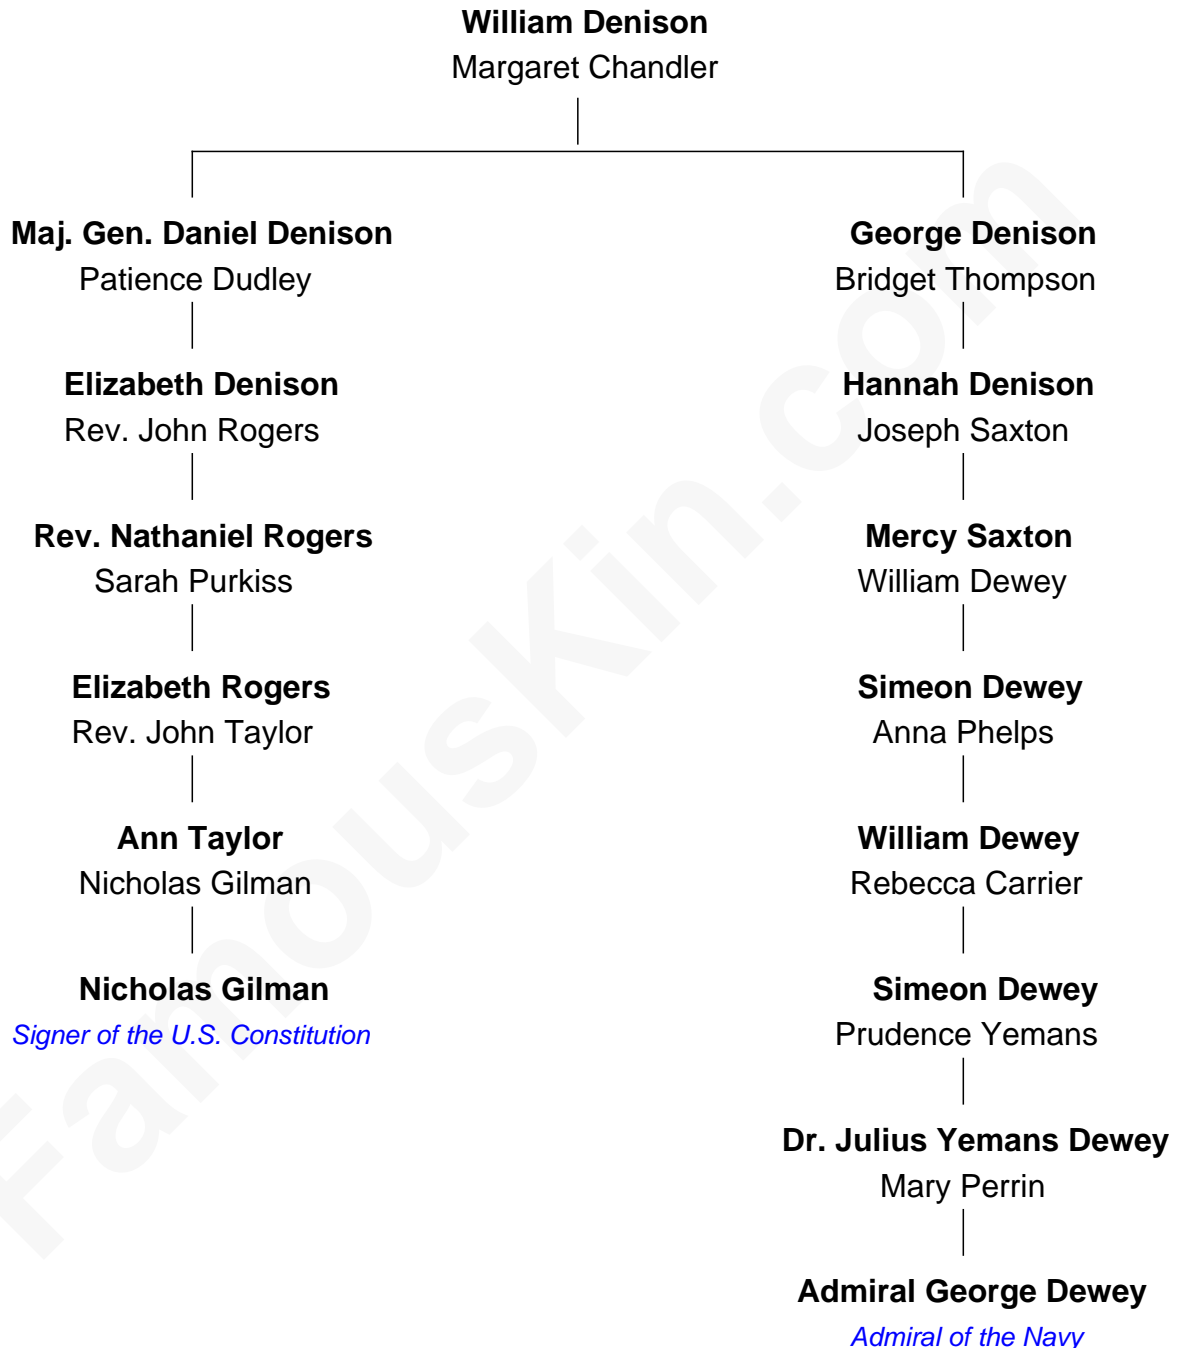 William Denison
Margaret Chandler
Maj. Gen. Daniel Denison
Patience Dudley
Elizabeth Denison
Rev. John Rogers
Rev. Nathaniel Rogers
Sarah Purkiss
Elizabeth Rogers
Rev. John Taylor
Ann Taylor
Nicholas Gilman
Nicholas Gilman
Signer of the U.S. Constitution
George Denison
Bridget Thompson
Hannah Denison
Joseph Saxton
Mercy Saxton
William Dewey
Simeon Dewey
Anna Phelps
William Dewey
Rebecca Carrier
Simeon Dewey
Prudence Yemans
Dr. Julius Yemans Dewey
Mary Perrin
Admiral George Dewey
Admiral of the Navy
FamousKin.com